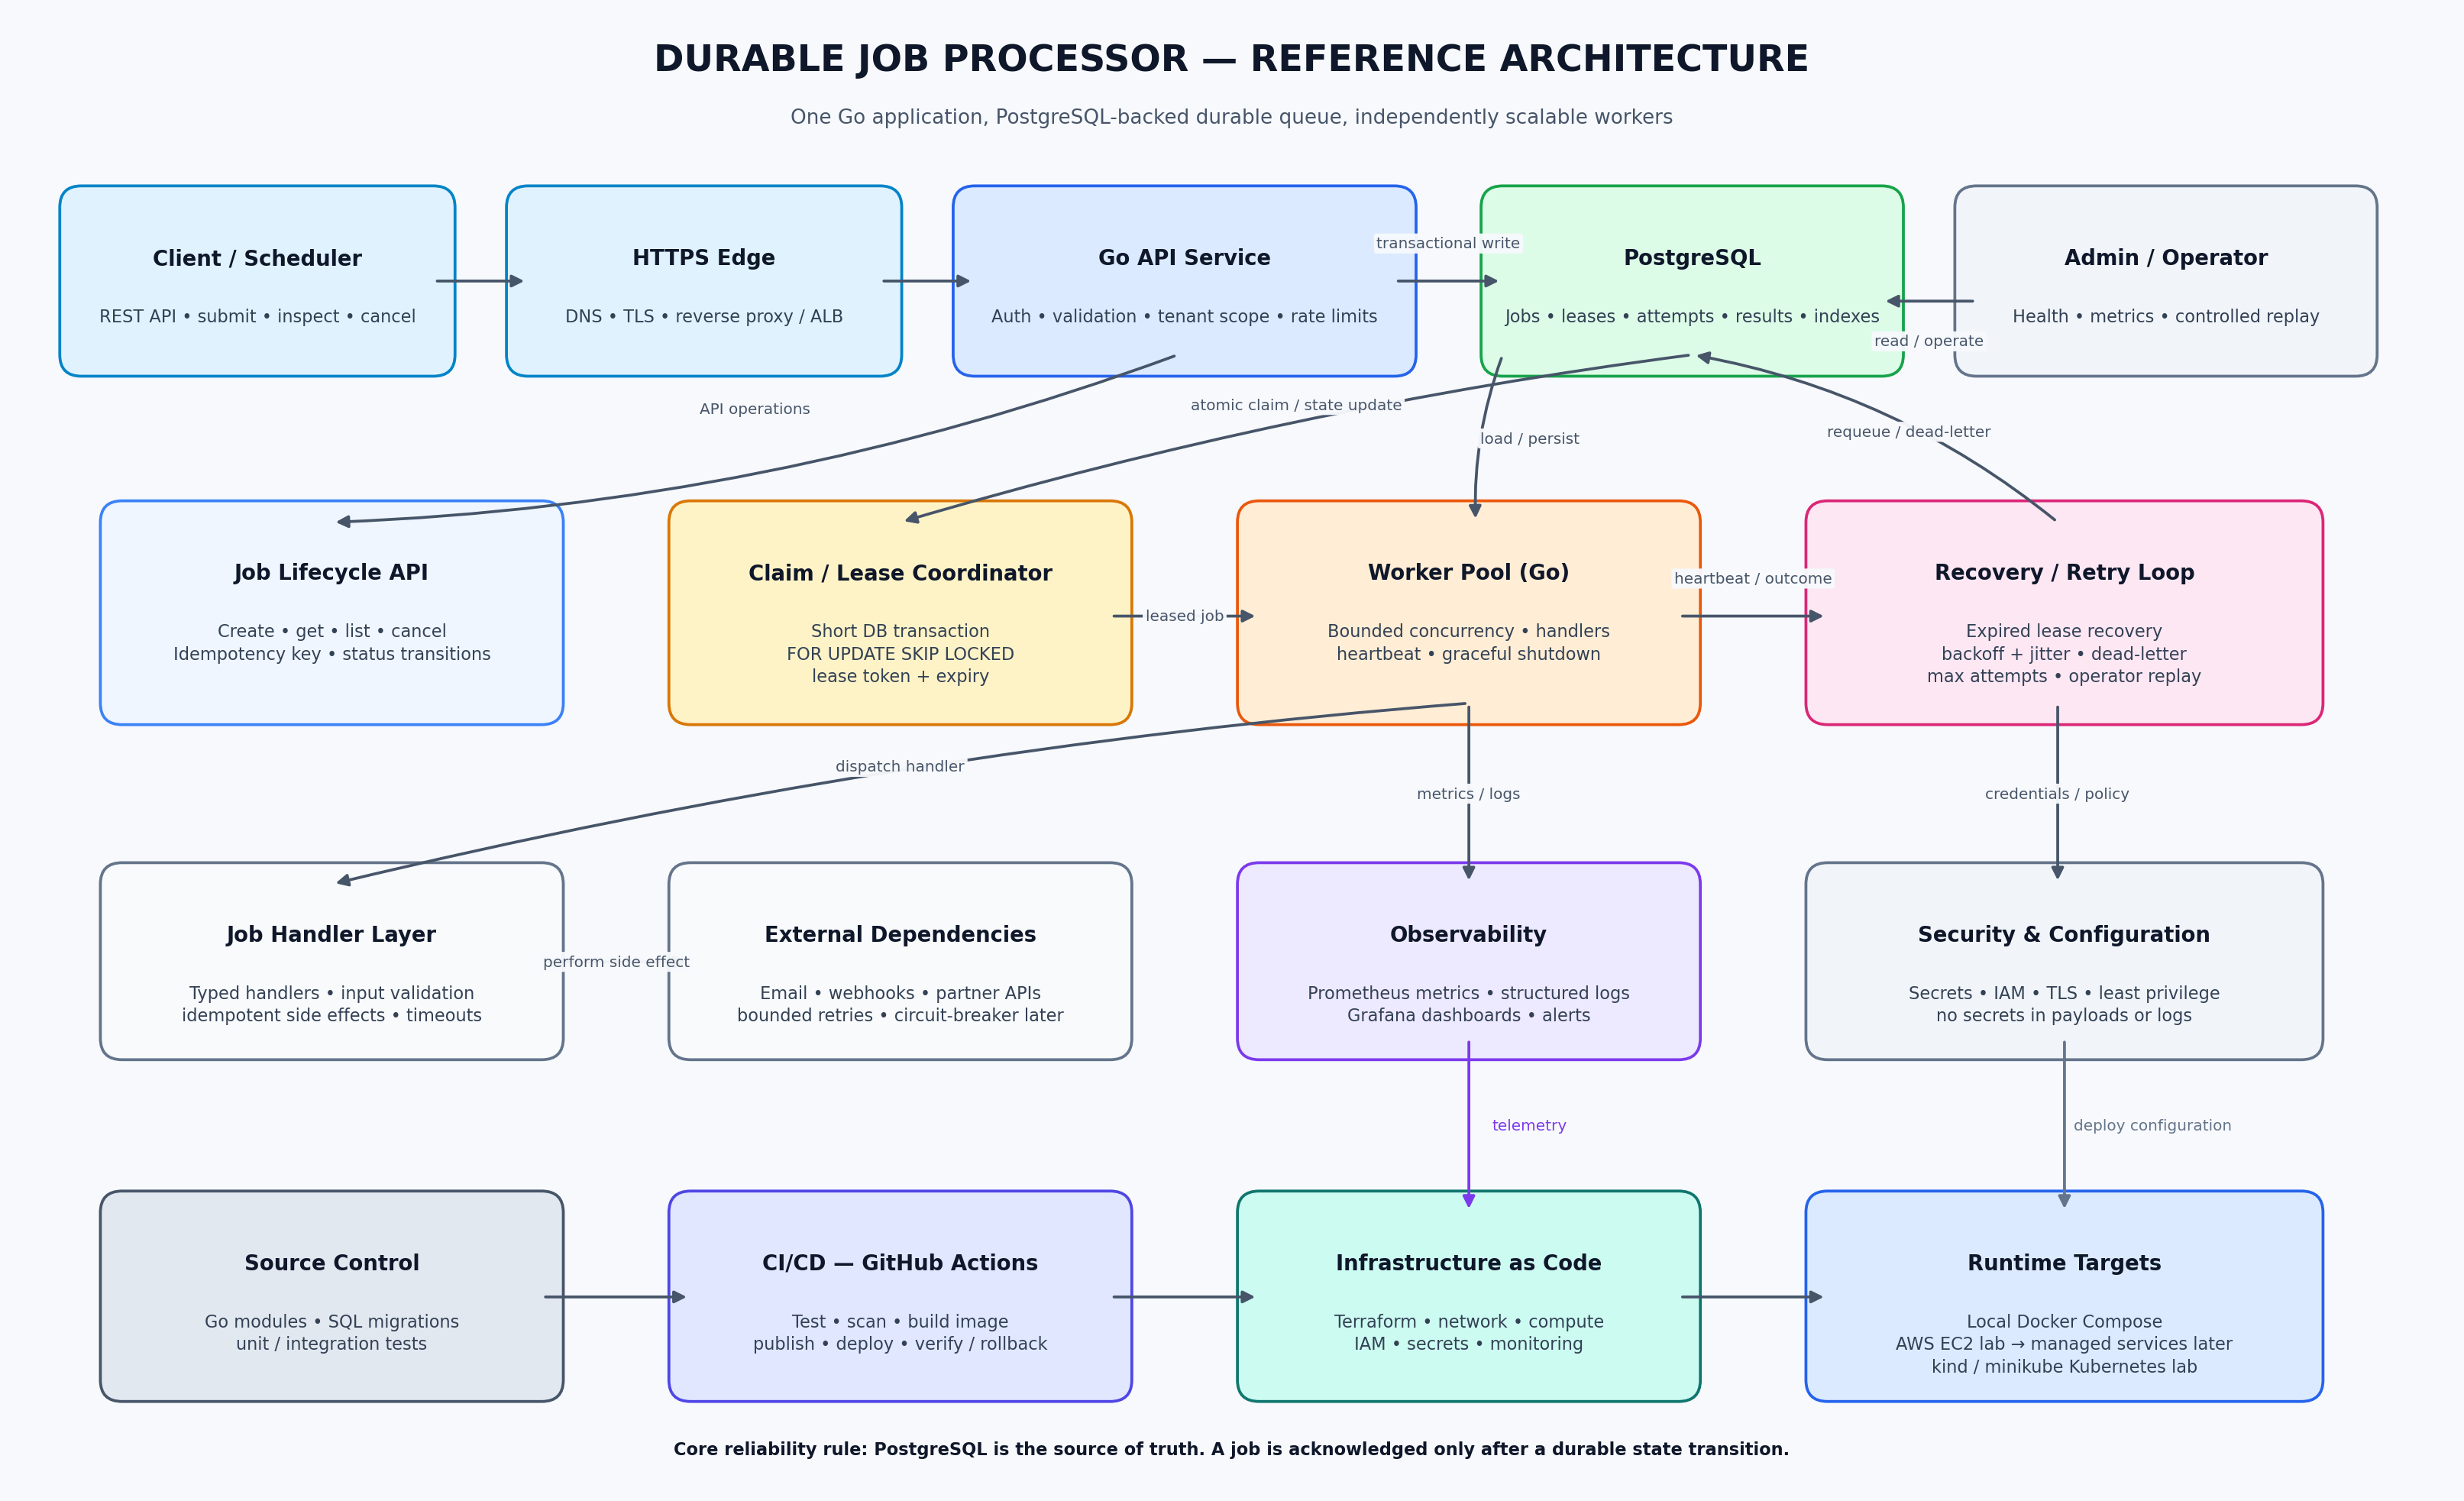 DURABLE JOB PROCESSOR — REFERENCE ARCHITECTURE
One Go application, PostgreSQL-backed durable queue, independently scalable workers
Client / Scheduler
REST API • submit • inspect • cancel
HTTPS Edge
DNS • TLS • reverse proxy / ALB
Go API Service
Auth • validation • tenant scope • rate limits
transactional write
PostgreSQL
Jobs • leases • attempts • results • indexes
Admin / Operator
Health • metrics • controlled replay
read / operate
API operations
atomic claim / state update
load / persist
requeue / dead-letter
Job Lifecycle API
Create • get • list • cancel
Idempotency key • status transitions
Claim / Lease Coordinator
Short DB transaction
FOR UPDATE SKIP LOCKED
lease token + expiry
leased job
Worker Pool (Go)
Bounded concurrency • handlers
heartbeat • graceful shutdown
heartbeat / outcome
Recovery / Retry Loop
Expired lease recovery
backoff + jitter • dead-letter
max attempts • operator replay
dispatch handler
metrics / logs
credentials / policy
Job Handler Layer
Typed handlers • input validation
idempotent side effects • timeouts
perform side effect
External Dependencies
Email • webhooks • partner APIs
bounded retries • circuit-breaker later
Observability
Prometheus metrics • structured logs
Grafana dashboards • alerts
Security & Configuration
Secrets • IAM • TLS • least privilege
no secrets in payloads or logs
telemetry
deploy configuration
Source Control
Go modules • SQL migrations
unit / integration tests
CI/CD — GitHub Actions
Test • scan • build image
publish • deploy • verify / rollback
Infrastructure as Code
Terraform • network • compute
IAM • secrets • monitoring
Runtime Targets
Local Docker Compose
AWS EC2 lab → managed services later
kind / minikube Kubernetes lab
Core reliability rule: PostgreSQL is the source of truth. A job is acknowledged only after a durable state transition.